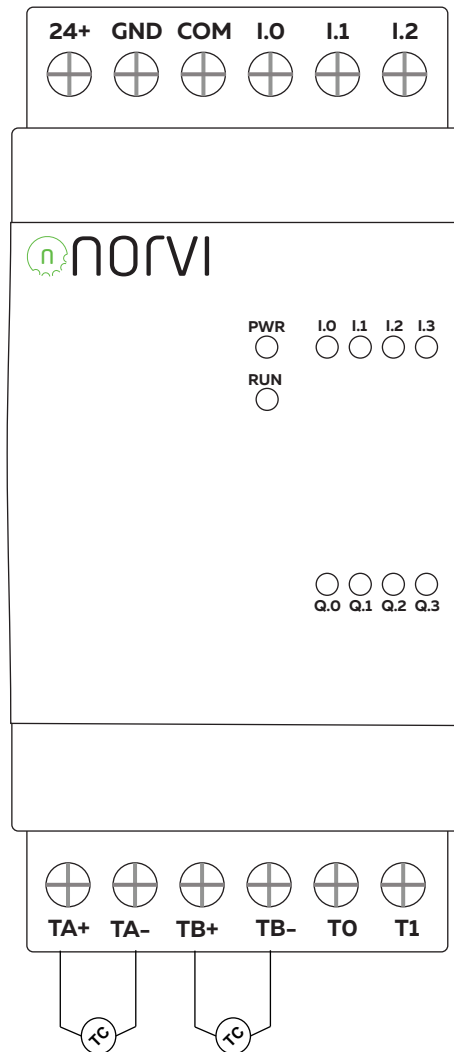 24+ GND COM I.0 I.1 I.2
n norvi
PWR I.0 I.1 I.2 I.3
RUN
Q.0 Q.1 Q.2 Q.3
TA+ TA- TB+ TB- T0 T1
TC TC